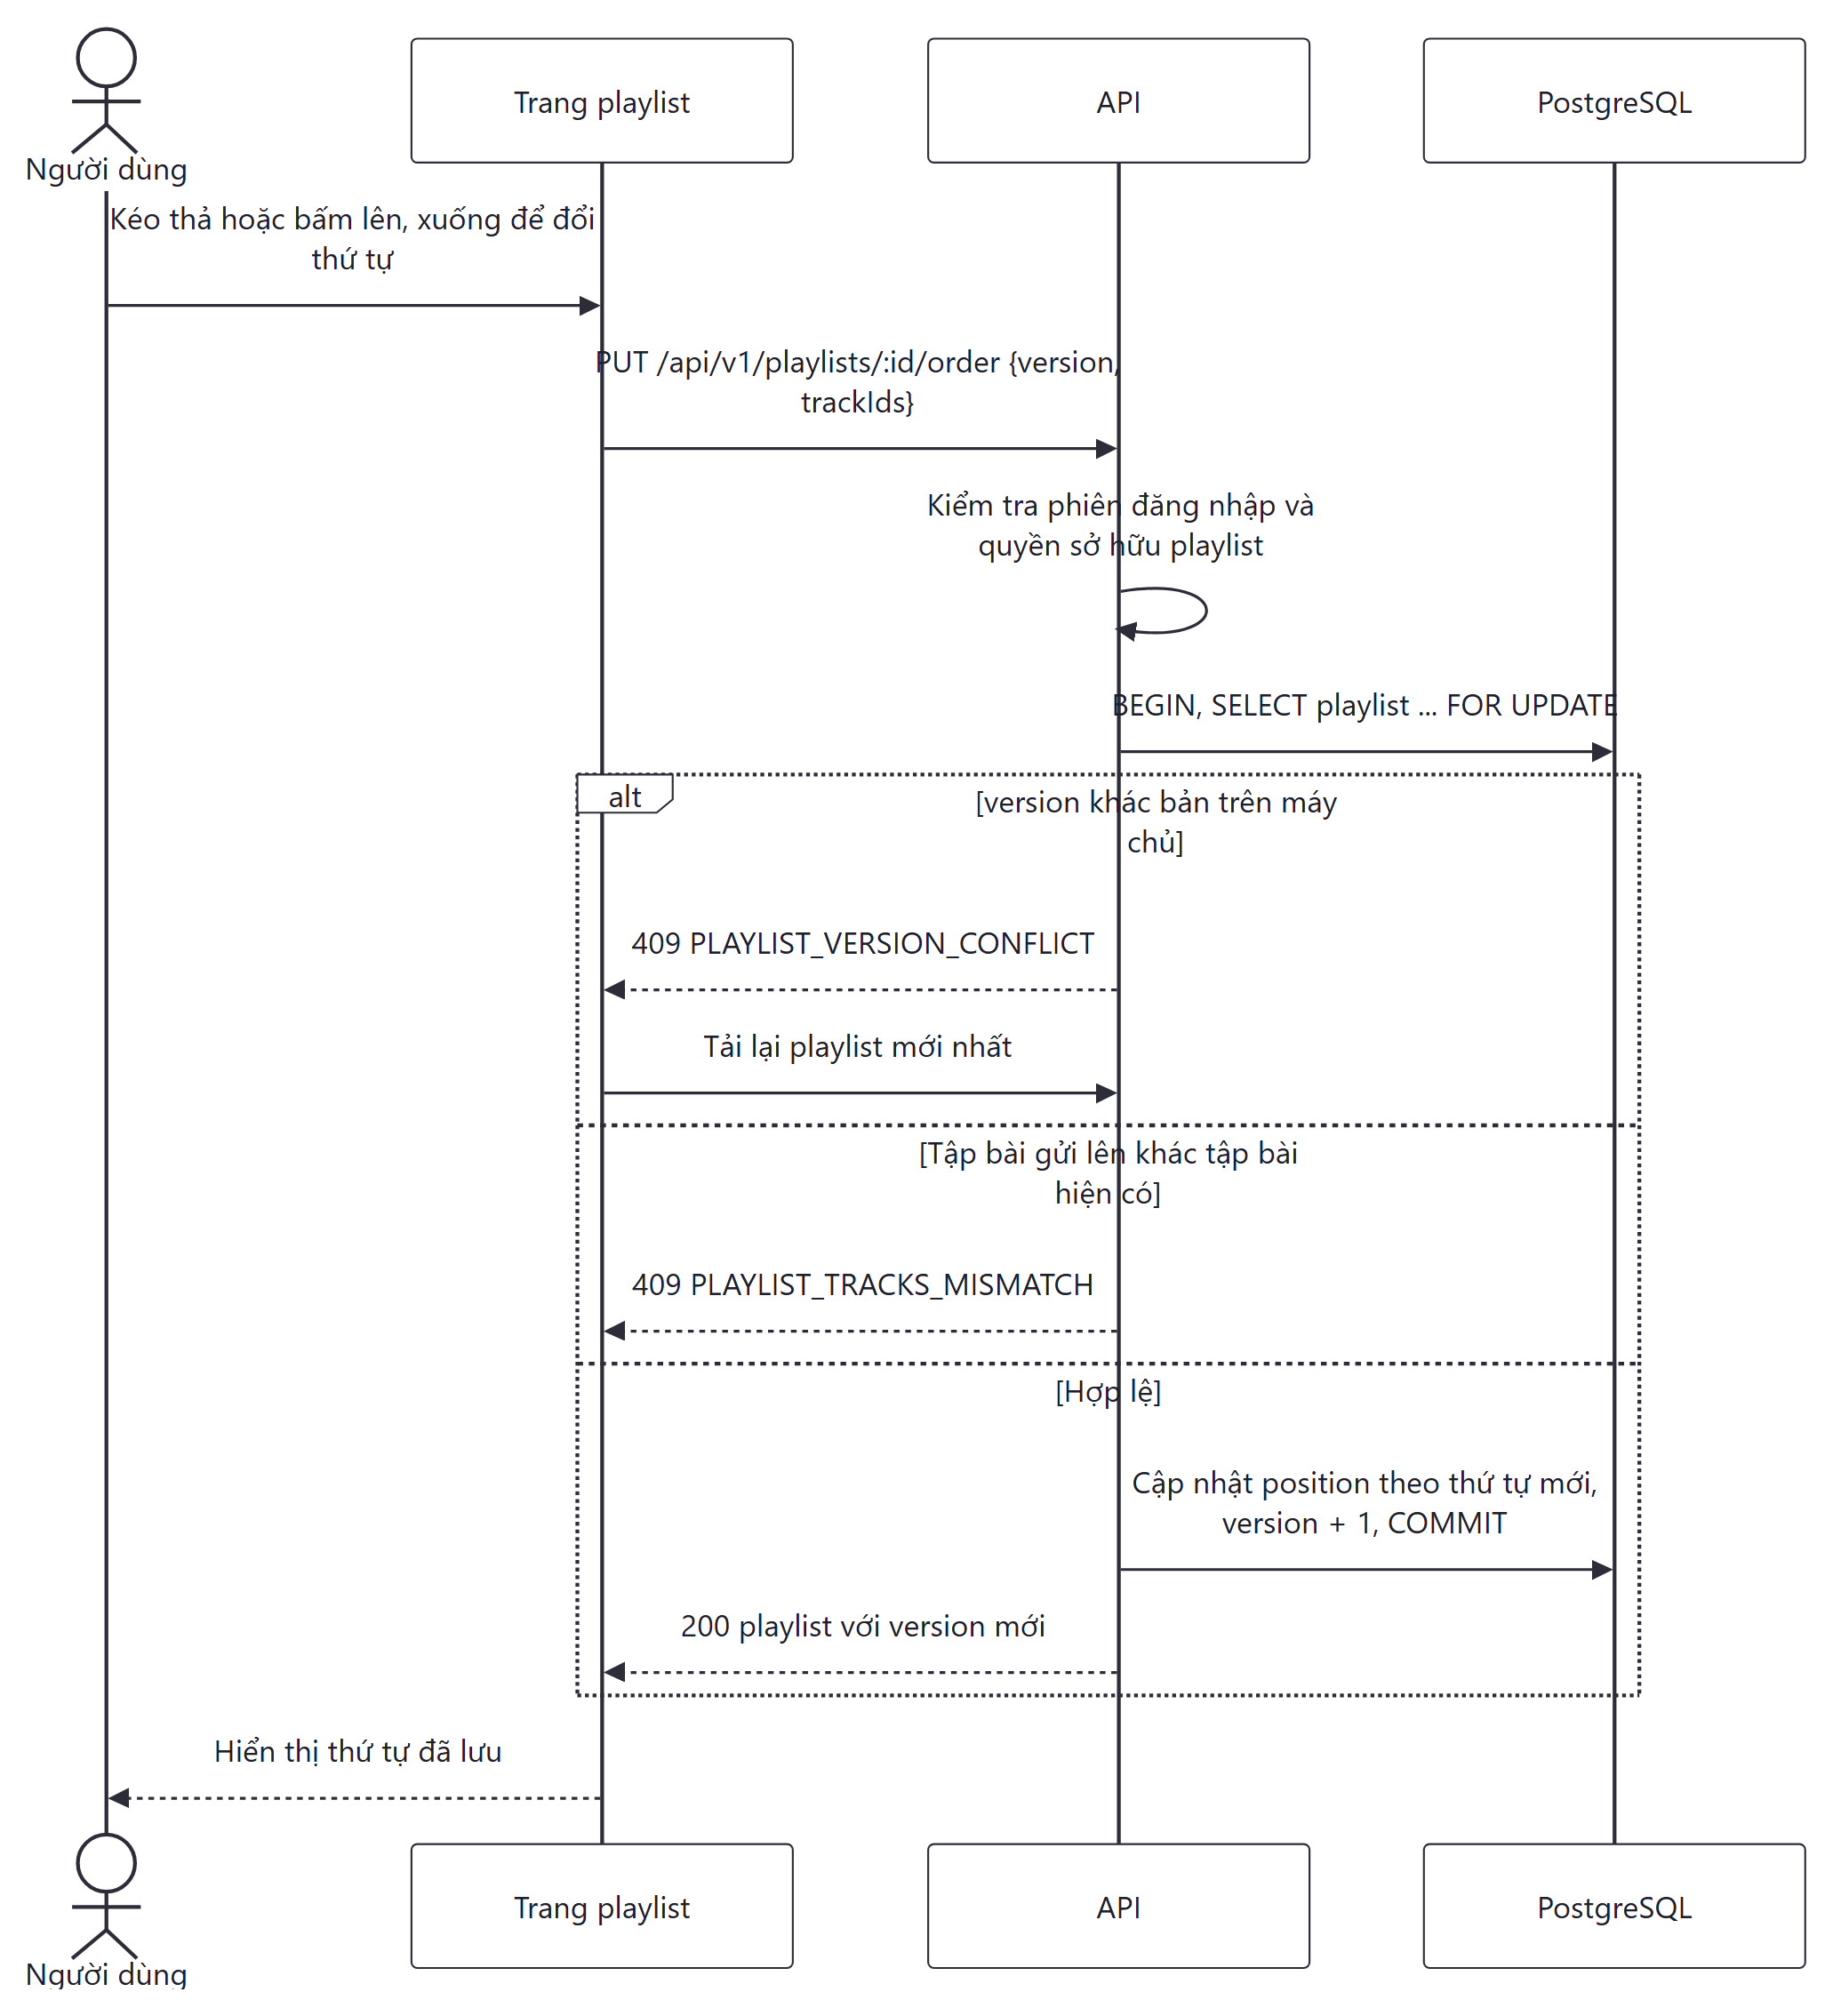 Người dùng
Trang playlist
API
PostgreSQL
Kéo thả hoặc bấm lên, xuống để đổi
thứ tự
PUT /api/v1/playlists/:id/order {version,
trackIds}
Kiểm tra phiên đăng nhập và
quyền sở hữu playlist
BEGIN, SELECT playlist ... FOR UPDATE
alt
[version khác bản trên máy
chủ]
409 PLAYLIST_VERSION_CONFLICT
Tải lại playlist mới nhất
[Tập bài gửi lên khác tập bài
hiện có]
409 PLAYLIST_TRACKS_MISMATCH
[Hợp lệ]
Cập nhật position theo thứ tự mới,
version + 1, COMMIT
200 playlist với version mới
Hiển thị thứ tự đã lưu
Người dùng
Trang playlist
API
PostgreSQL